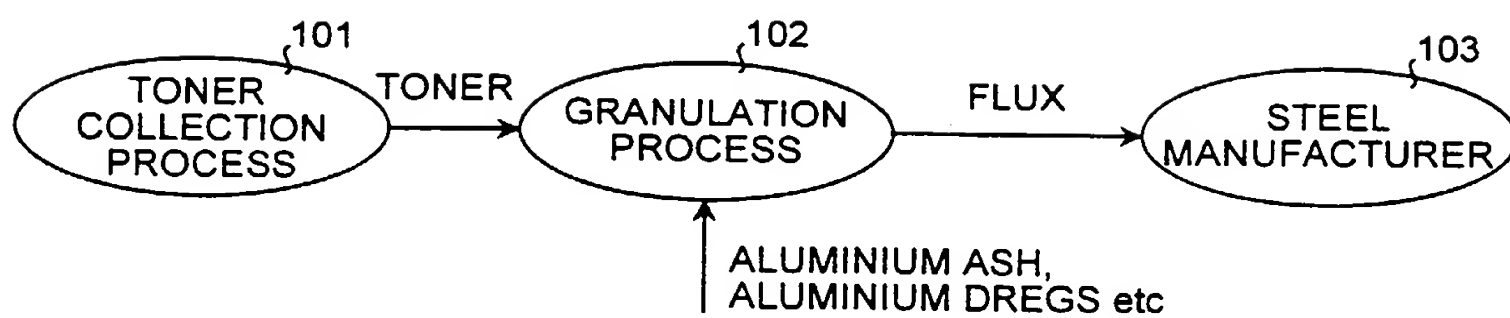 101
TONER
COLLECTION
PROCESS
TONER
102
GRANULATION
PROCESS
FLUX
103
STEEL
MANUFACTURER
ALUMINIUM ASH,
ALUMINIUM DREGS etc